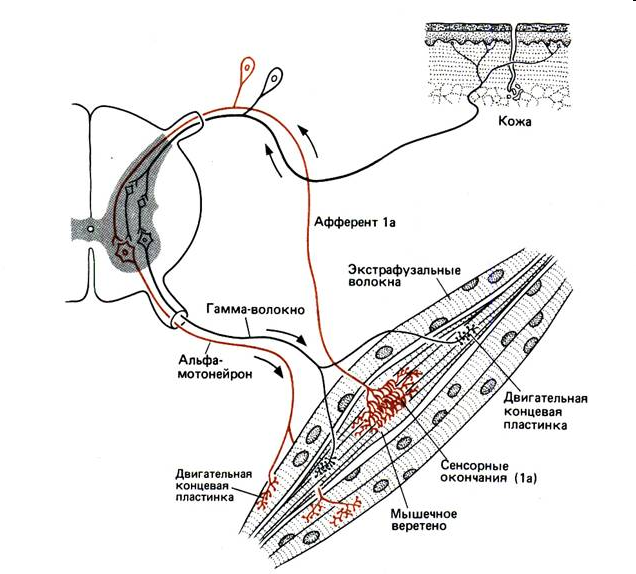 Кожа
Афферент 1а
Экстрафузальные
волокна
Гамма-волокно
Альфа-
мотонейрон
Двигательная
концевая
пластинка
Сенсорные
окончания (1а)
Двигательная
концевая
пластинка
Мышечное
веретено